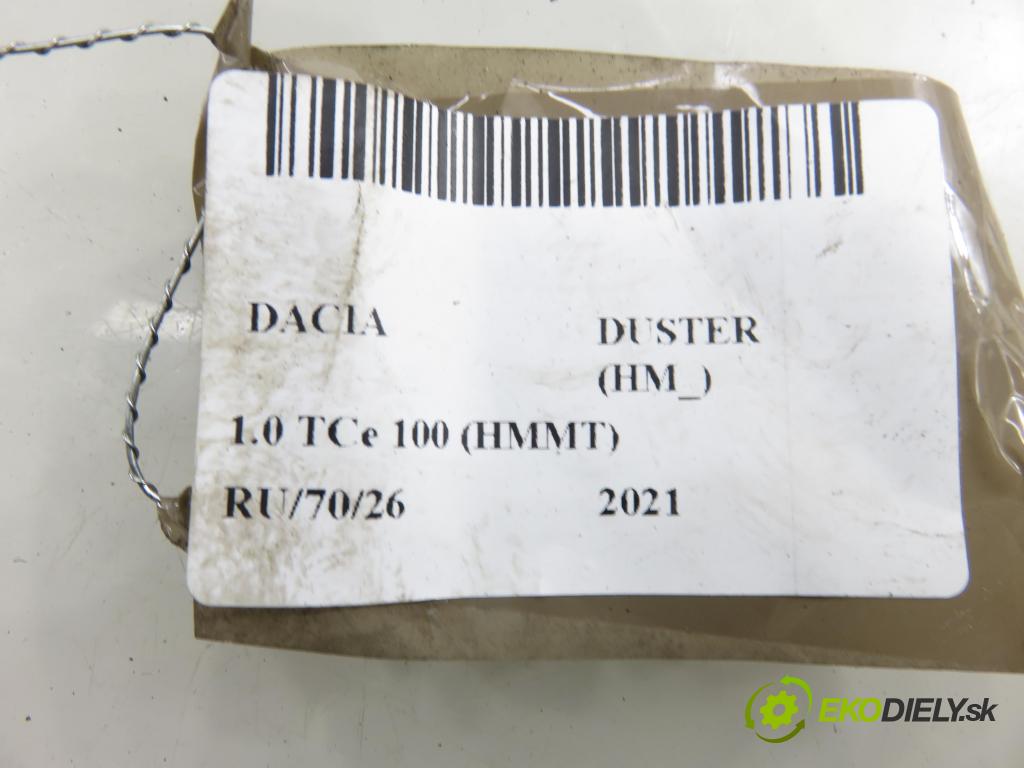 DACIA DUSTER
(HM_)
1.0 TCe 100 (HMMT)
RU/70/26 2021
EKODIELY.sk